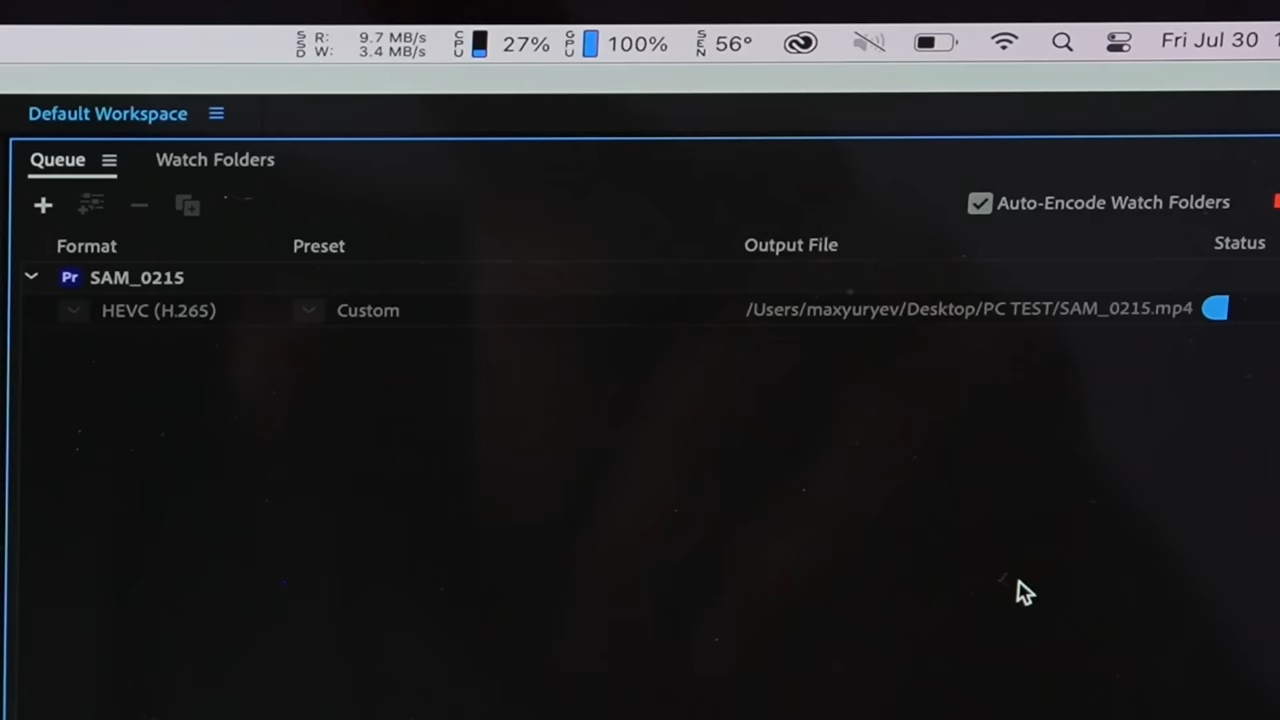 SSD R: 9.7 MB/s CPU 27% GPU 100% SEN 56° Fri Jul 30
W: 3.4 MB/s
Default Workspace
Queue Watch Folders
Auto-Encode Watch Folders
Format Preset Output File Status
Pr SAM_0215
HEVC (H.265) Custom /Users/maxyuryev/Desktop/PC TEST/SAM_0215.mp4